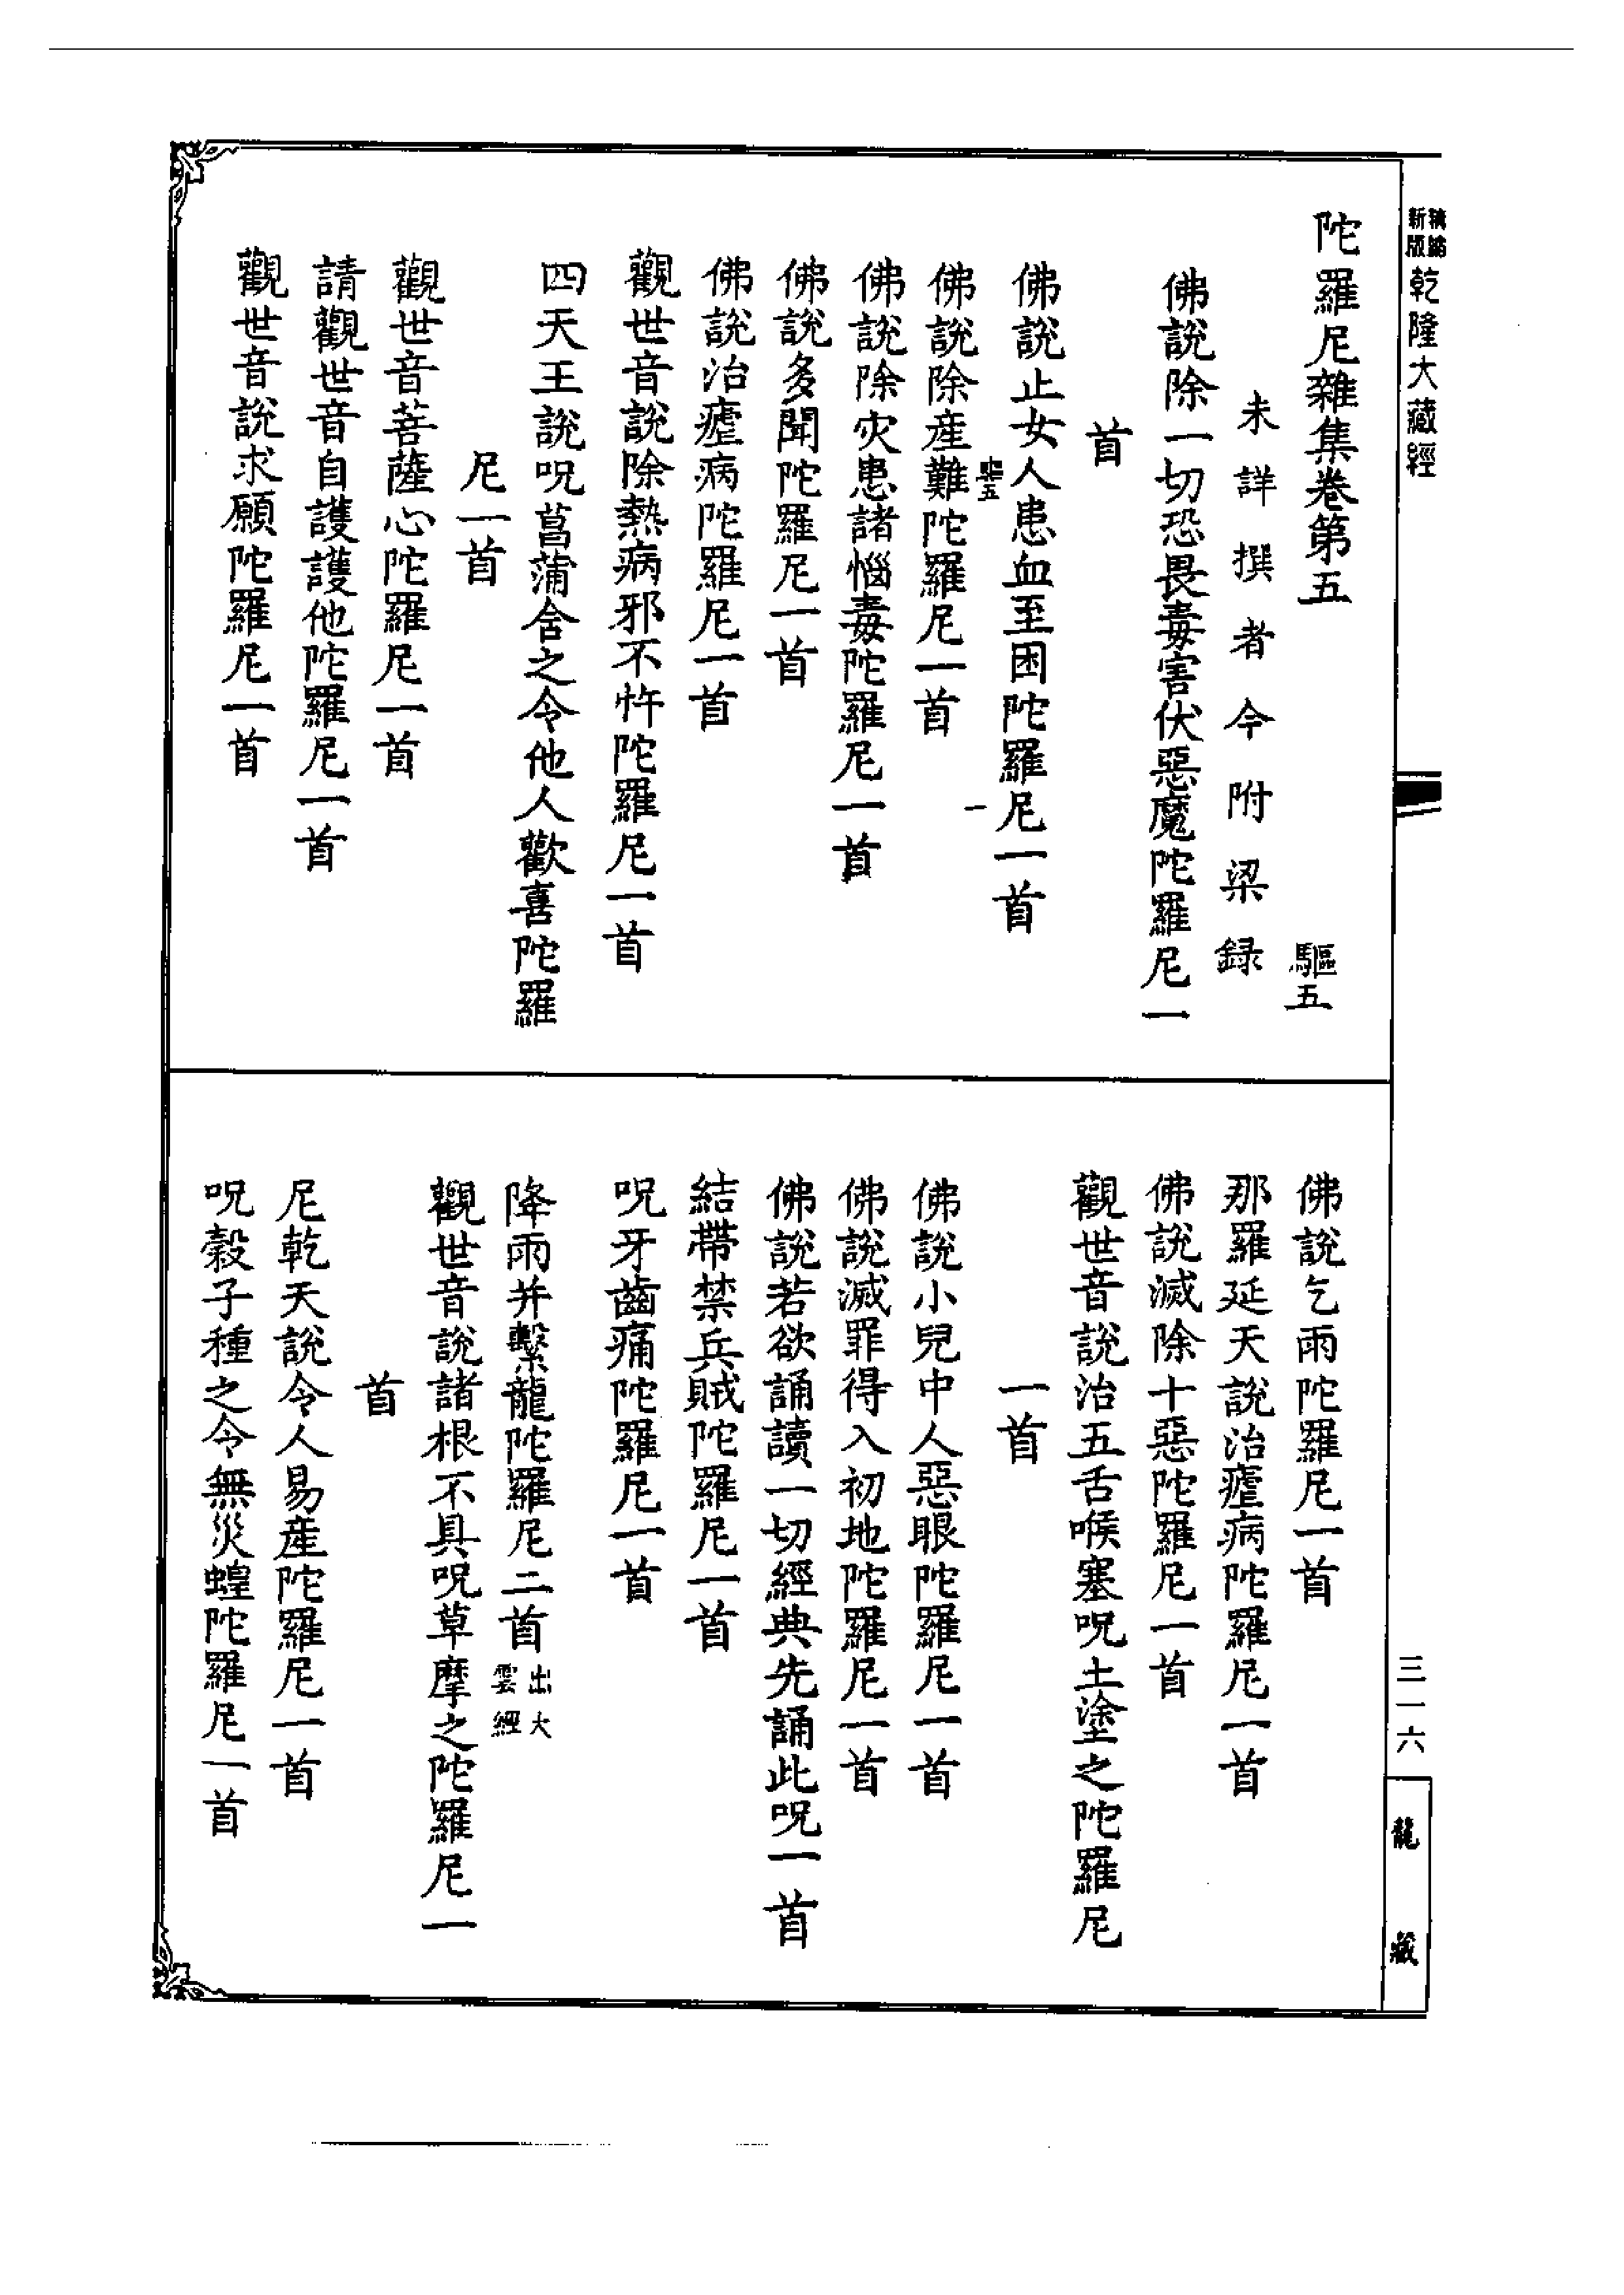 新編
縮版
乾隆大藏經
陀羅尼雜集卷第五
驅五
未詳撰者今附梁録
佛說除一切恐畏毒害伏惡魔陀羅尼一
首
佛說止女人患血至困陀羅尼一首
驅五
一
佛說除産難陀羅尼一首
佛說除灾患諸惱毒陀羅尼一首
佛說多聞陀羅尼一首
佛說治瘧病陀羅尼一首
觀世音說除熱病邪不忤陀羅尼一首
四天王說呪菖蒲含之令他人歡喜陀羅
尼一首
觀世音菩薩心陀羅尼一首
請觀世音自護護他陀羅尼一首
觀世音說求願陀羅尼一首
佛說乞雨陀羅尼一首
那羅延天說治瘧病陀羅尼一首
佛說滅除十惡陀羅尼一首
觀世音說治五舌喉塞呪土塗之陀羅尼
一首
佛說小兒中人惡眼陀羅尼一首
佛說滅罪得入初地陀羅尼一首
佛說若欲誦讀一切經典先誦此呪一首
結帶禁兵賊陀羅尼一首
呪牙齒痛陀羅尼一首
降雨并繫龍陀羅尼二首
出大
雲經
觀世音說諸根不具呪草摩之陀羅尼一
首
尼乾天說令人易産陀羅尼一首
呪穀子種之令無災蝗陀羅尼一首
三一六
龍藏